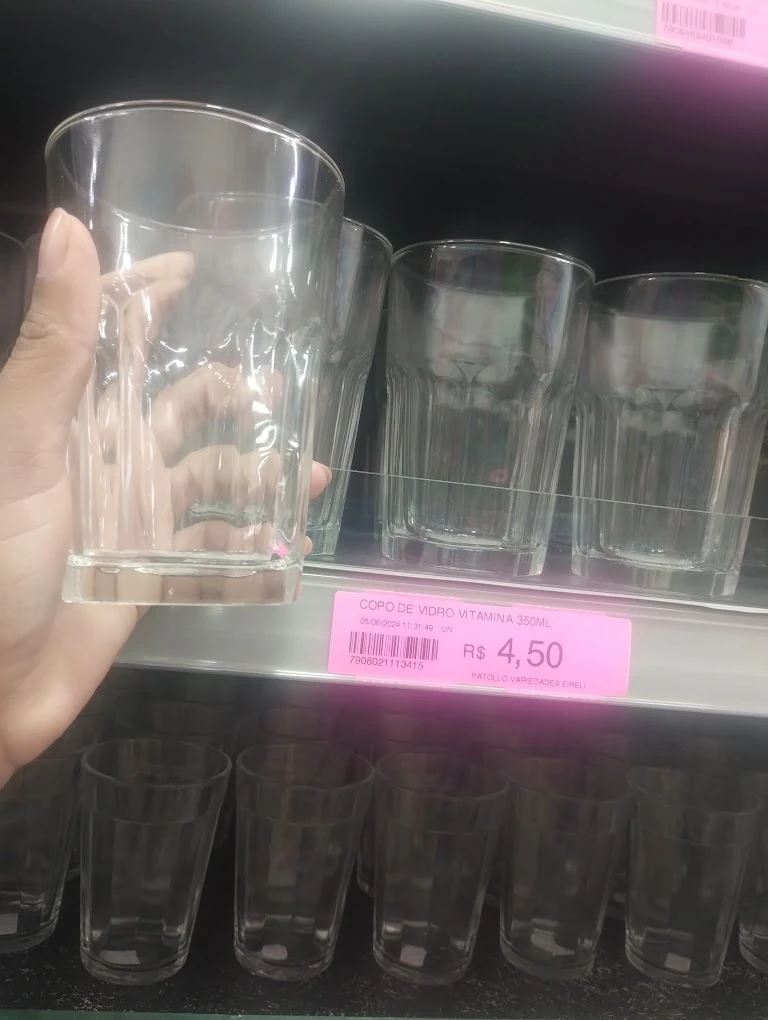 COPO DE VIDRO VITAMINA 350ML
05/06/2024 11:31:49 UN
R$ 4,50
7908021113415
PATOLLO VARIEDADES EIRELI